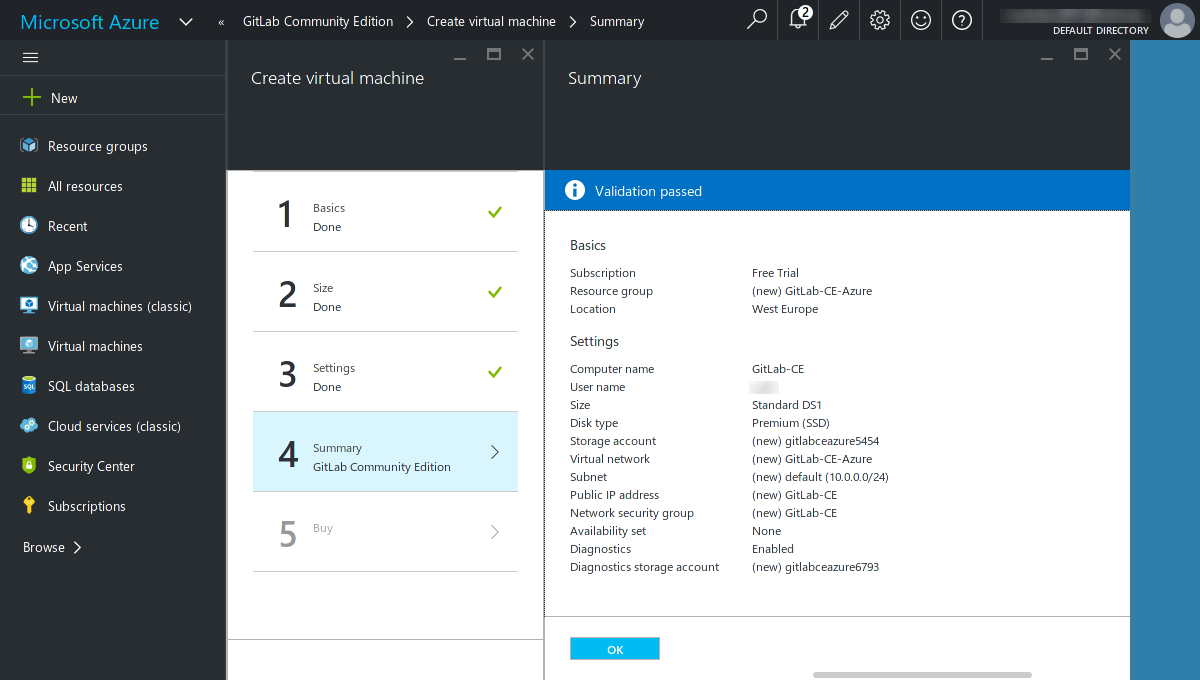 Microsoft Azure
« GitLab Community Edition > Create virtual machine > Summary
2
DEFAULT DIRECTORY
New
Resource groups
All resources
Recent
App Services
Virtual machines (classic)
Virtual machines
SQL databases
Cloud services (classic)
Security Center
Subscriptions
Browse >
Create virtual machine
1 Basics
Done
2 Size
Done
3 Settings
Done
4 Summary
GitLab Community Edition
5 Buy
Summary
Validation passed
Basics
Subscription Free Trial
Resource group (new) GitLab-CE-Azure
Location West Europe
Settings
Computer name GitLab-CE
User name
Size Standard DS1
Disk type Premium (SSD)
Storage account (new) gitlabceazure5454
Virtual network (new) GitLab-CE-Azure
Subnet (new) default (10.0.0.0/24)
Public IP address (new) GitLab-CE
Network security group (new) GitLab-CE
Availability set None
Diagnostics Enabled
Diagnostics storage account (new) gitlabceazure6793
OK